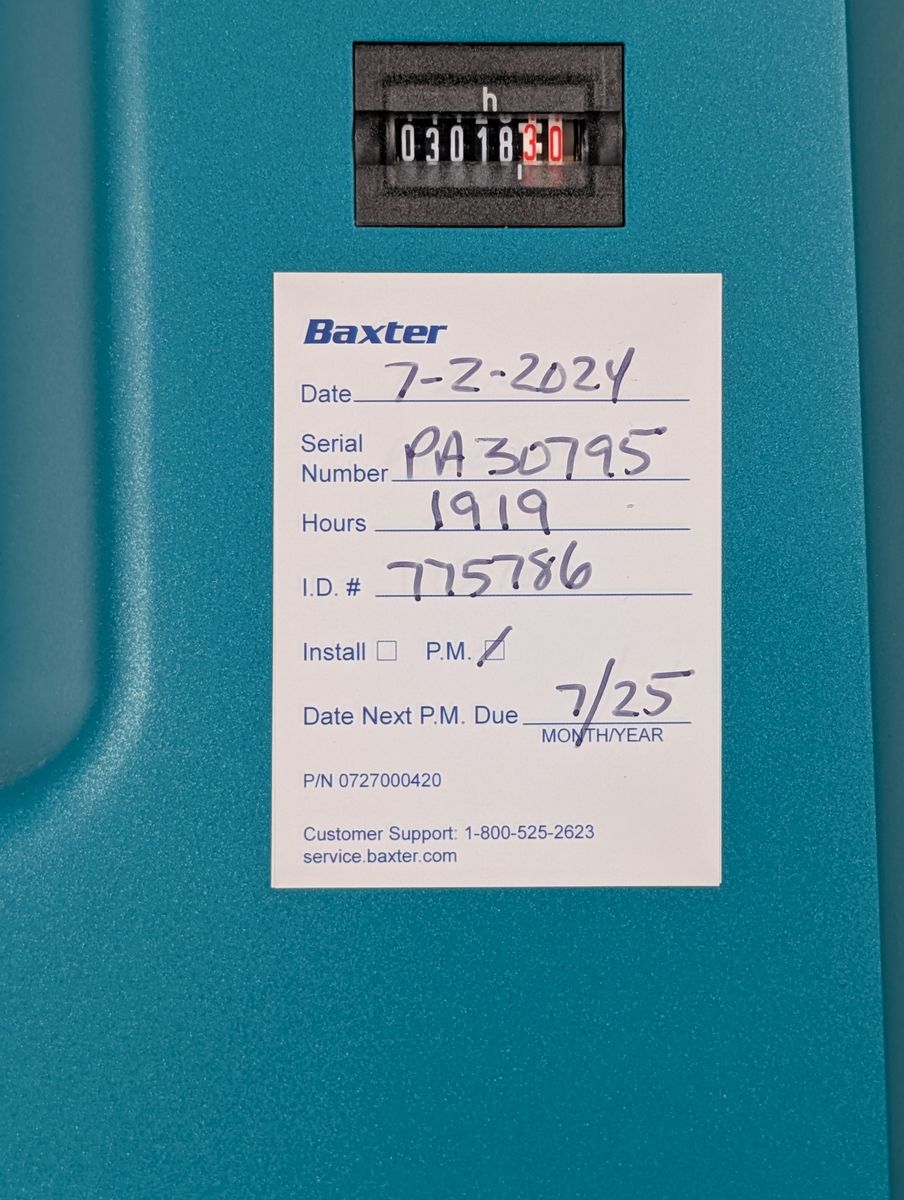 h
0301830
Baxter
Date 7-2-2024
Serial
Number PA30795
Hours 1919
I.D. # 775786
Install P.M.
Date Next P.M. Due 7/25
MONTH/YEAR
P/N 0727000420
Customer Support: 1-800-525-2623
service.baxter.com